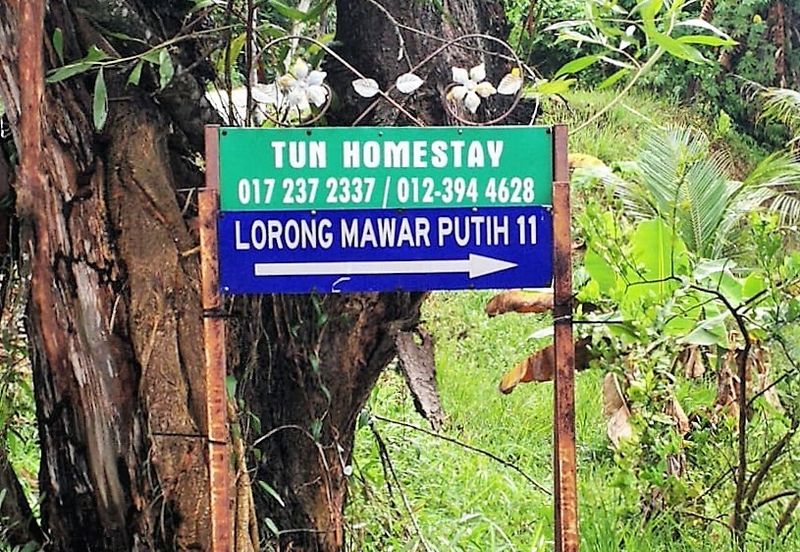 TUN HOMESTAY
017 237 2337 / 012-394 4628
LORONG MAWAR PUTIH 11